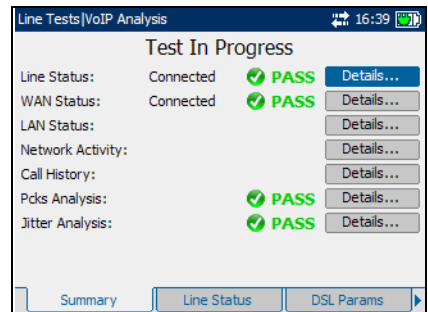 Line Tests|VoIP Analysis 16:39
Test In Progress
Line Status: Connected PASS Details...
WAN Status: Connected PASS Details...
LAN Status: Details...
Network Activity: Details...
Call History: Details...
Pcks Analysis: PASS Details...
Jitter Analysis: PASS Details...
Summary Line Status DSL Params